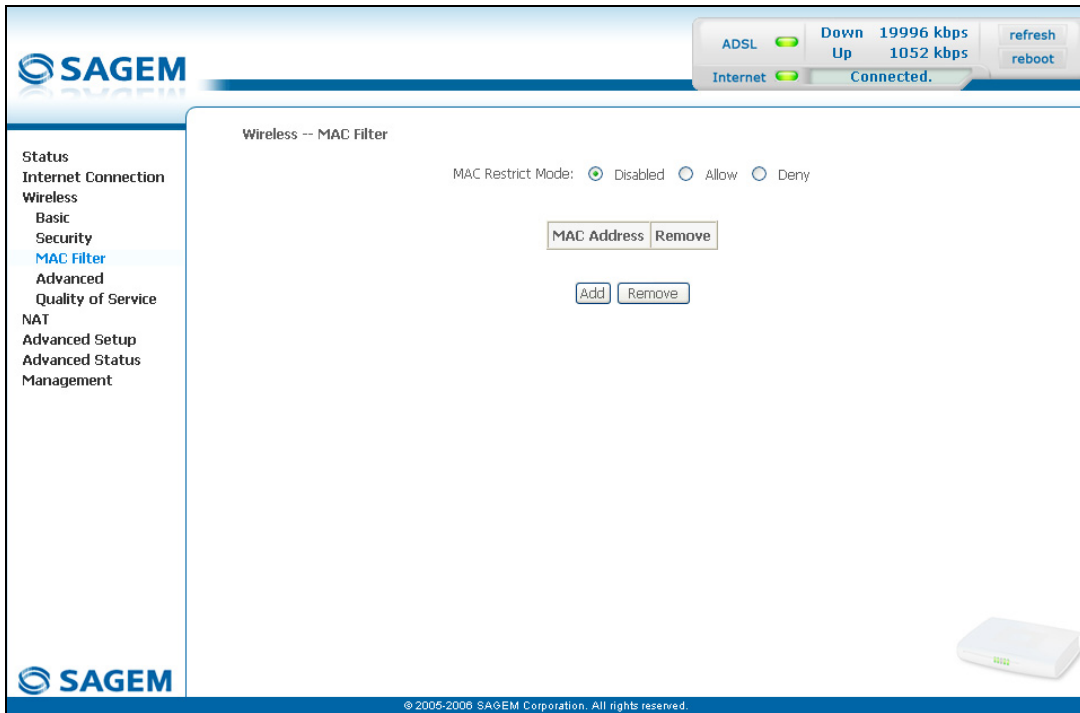 SAGEM
ADSL
Down 19996 kbps
Up 1052 kbps
refresh
reboot
Internet
Connected.
Status
Internet Connection
Wireless
Basic
Security
MAC Filter
Advanced
Quality of Service
NAT
Advanced Setup
Advanced Status
Management
Wireless -- MAC Filter
MAC Restrict Mode: Disabled Allow Deny
MAC Address Remove
Add Remove
SAGEM
© 2005-2006 SAGEM Corporation. All rights reserved.